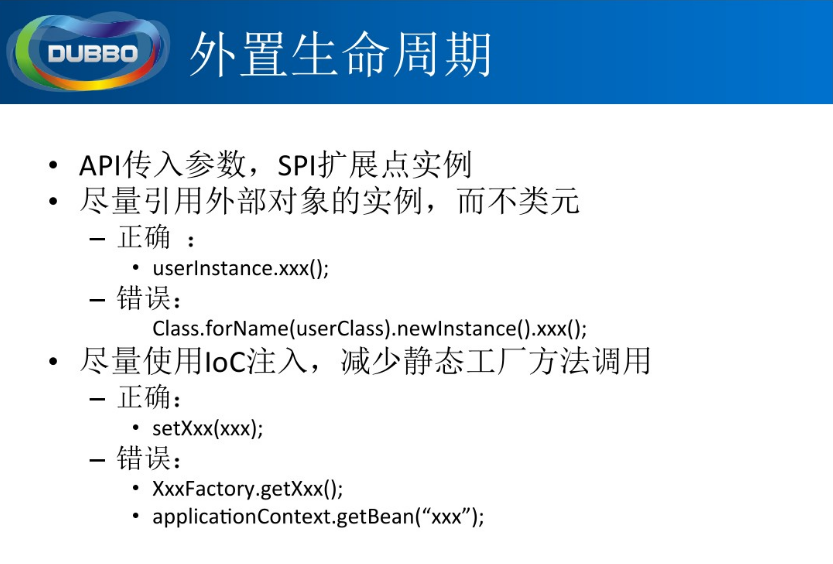 DUBBO
外置生命周期
• API传入参数，SPI扩展点实例
• 尽量引用外部对象的实例，而不类元
– 正确 ：
• userInstance.xxx();
– 错误：
Class.forName(userClass).newInstance().xxx();
• 尽量使用IoC注入，减少静态工厂方法调用
– 正确：
• setXxx(xxx);
– 错误：
• XxxFactory.getXxx();
• applicationContext.getBean(“xxx”);